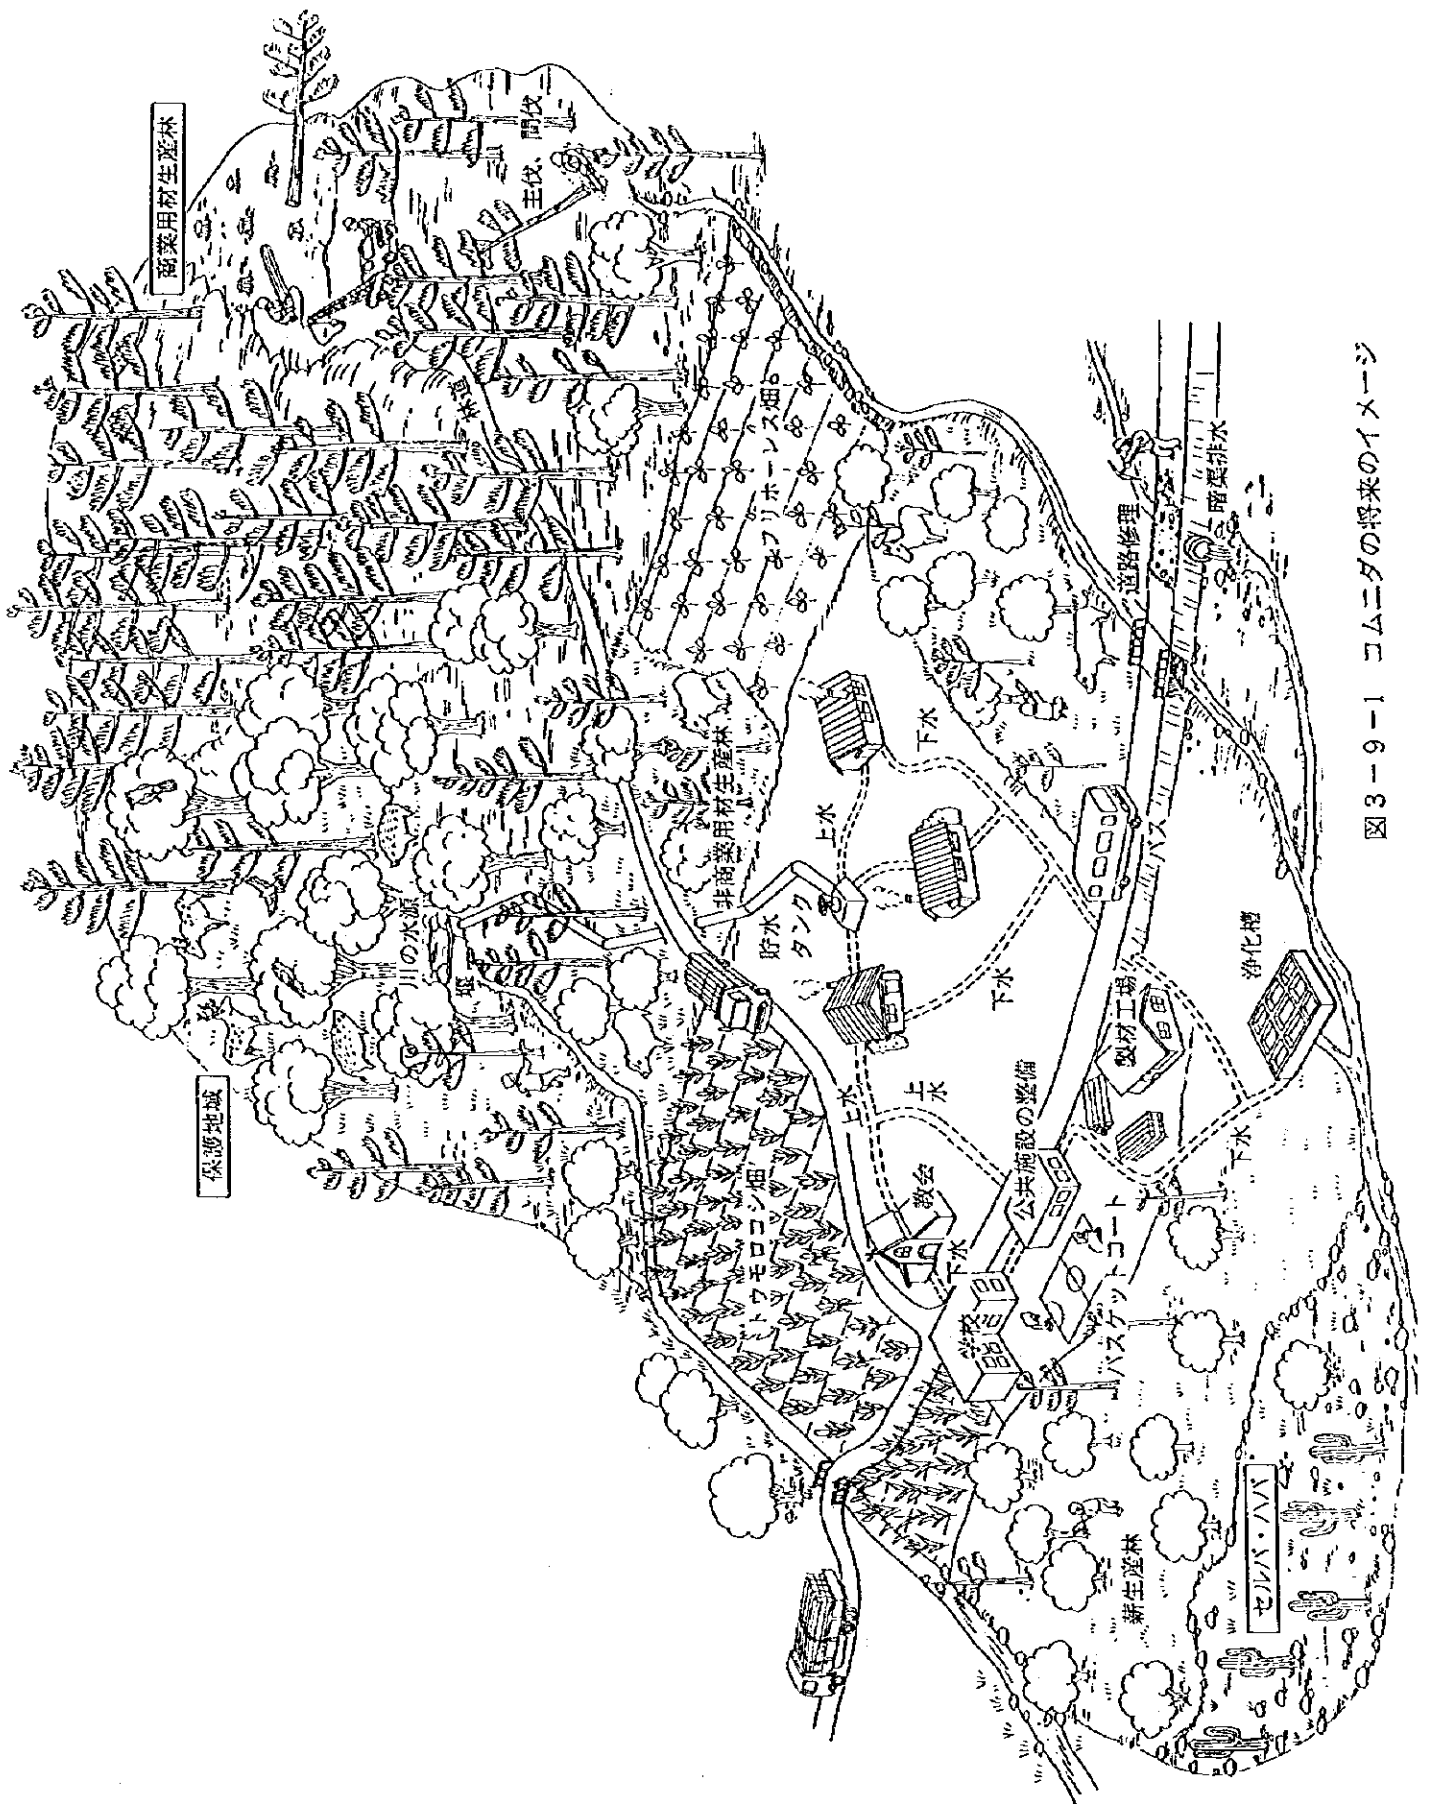 保護地域
商業用材生産林
主伐、間伐
林道
川の水源
堰
非商業用材生産林
フリホーレス畑
貯水
タンク
上水
下水
トウモロコシ畑
上水
上水
下水
教会
下水
学校
公共施設の整備
バスケットコート
製材工場
バス
道路修理
暗渠排水
下水
浄化槽
薪生産林
セルバ・ハバ
図3-9-1 コムニダの将来のイメージ